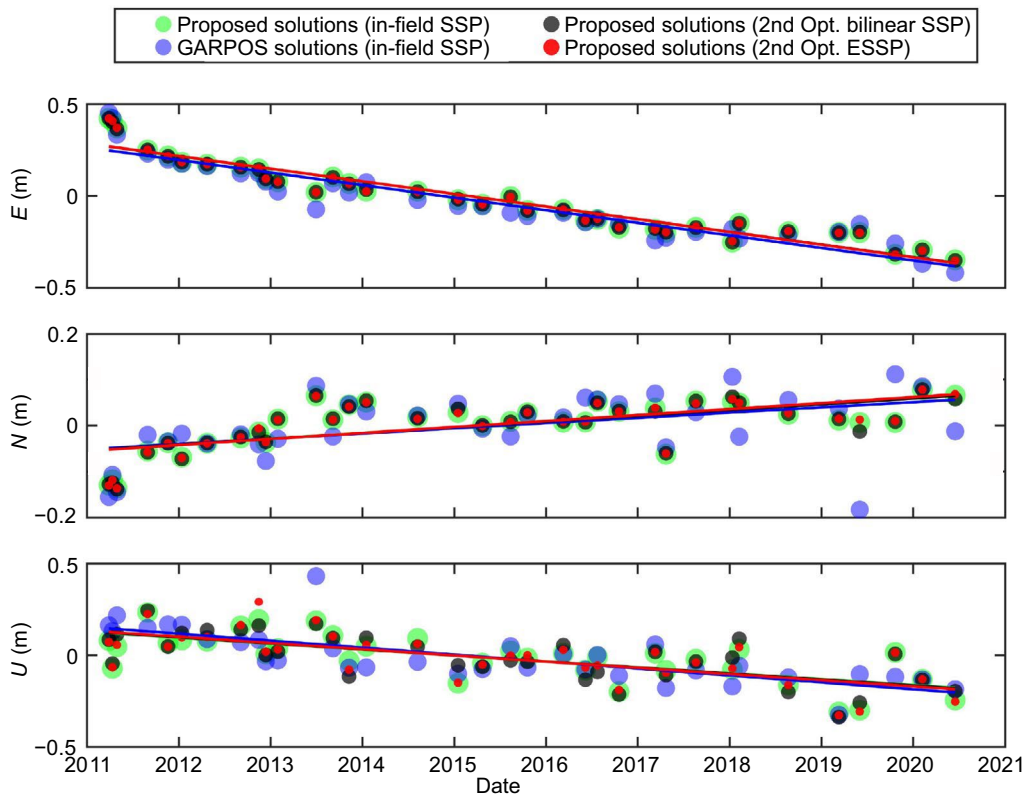 Proposed solutions (in-field SSP) Proposed solutions (2nd Opt. bilinear SSP)
GARPOS solutions (in-field SSP) Proposed solutions (2nd Opt. ESSP)
0.5
E (m)
0
−0.5
0.2
N (m)
0
−0.2
0.5
U (m)
0
−0.5
2011 2012 2013 2014 2015 2016 2017 2018 2019 2020 2021
Date